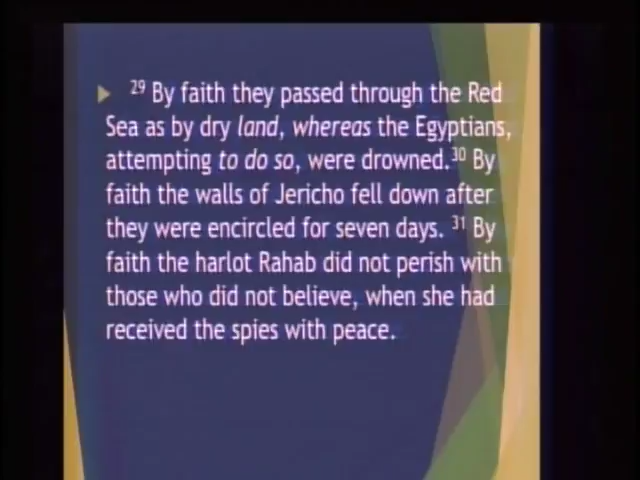 29 By faith they passed through the Red
Sea as by dry land, whereas the Egyptians,
attempting to do so, were drowned.30 By
faith the walls of Jericho fell down after
they were encircled for seven days. 31 By
faith the harlot Rahab did not perish with
those who did not believe, when she had
received the spies with peace.